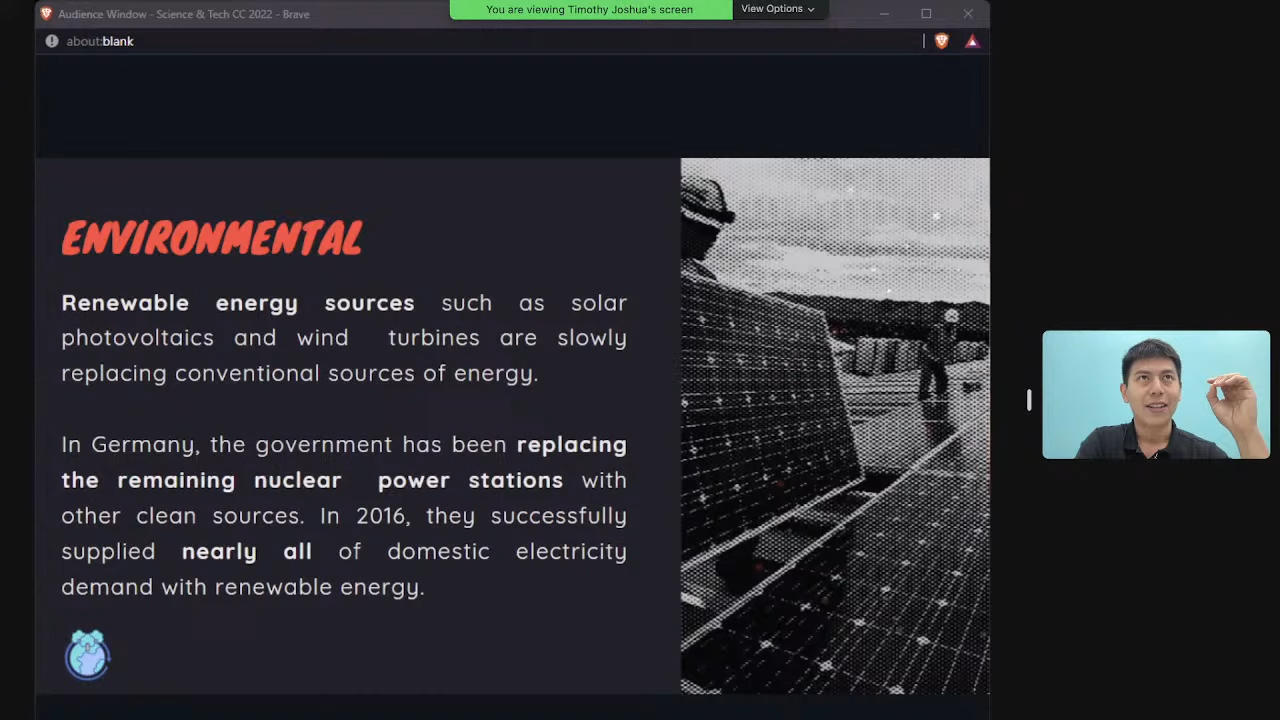 Audience Window - Science & Tech CC 2022 - Brave
You are viewing Timothy Joshua's screen
View Options
about:blank
ENVIRONMENTAL
Renewable energy sources such as solar
photovoltaics and wind turbines are slowly
replacing conventional sources of energy.
In Germany, the government has been replacing
the remaining nuclear power stations with
other clean sources. In 2016, they successfully
supplied nearly all of domestic electricity
demand with renewable energy.